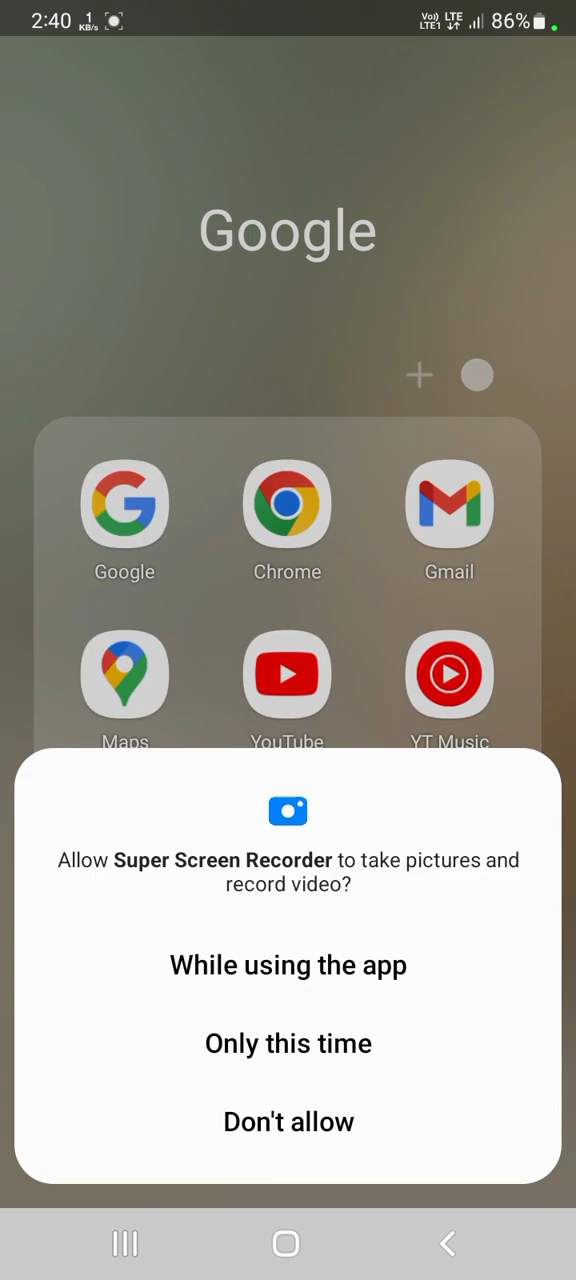 2:40 1 KB/s Vo)) LTE1 LTE 86%
Google
Google Chrome Gmail
Maps YouTube YT Music
Allow Super Screen Recorder to take pictures and
record video?
While using the app
Only this time
Don't allow